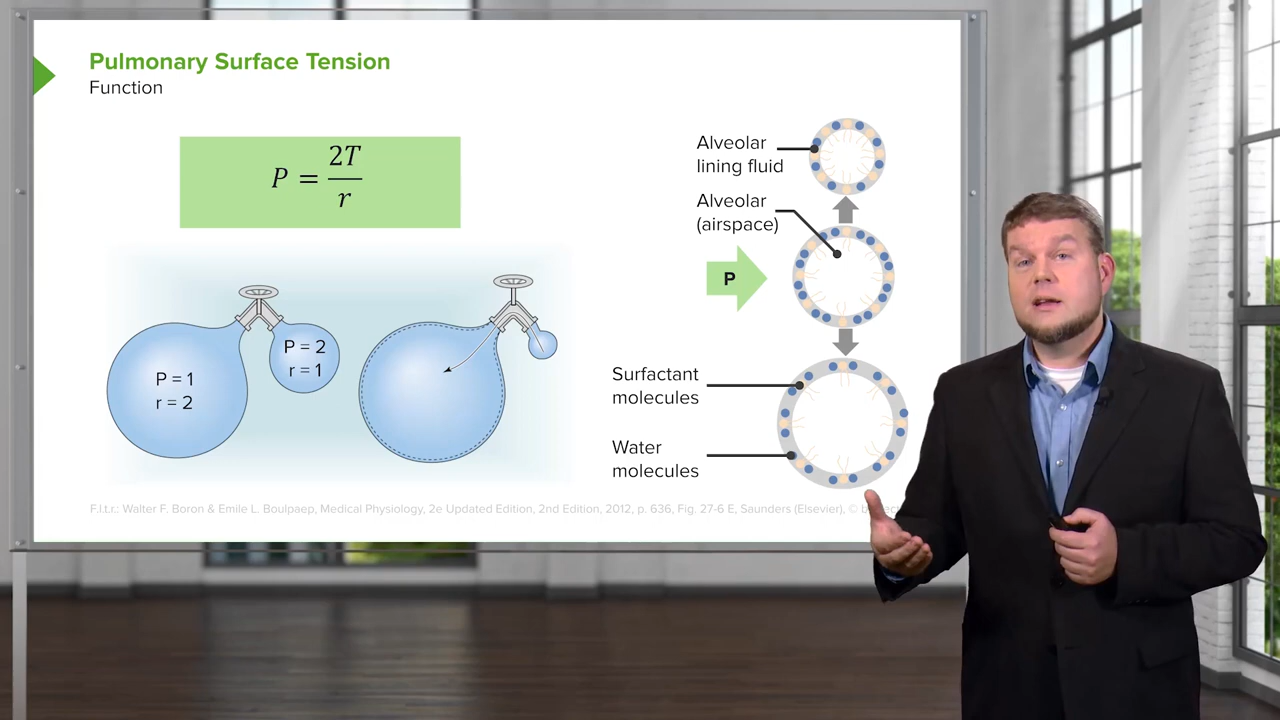 Pulmonary Surface Tension
Function
P = 2T / r
Alveolar
lining fluid
Alveolar
(airspace)
P
P = 2
r = 1
P = 1
r = 2
Surfactant
molecules
Water
molecules
F.l.t.r.: Walter F. Boron & Emile L. Boulpaep, Medical Physiology, 2e Updated Edition, 2nd Edition, 2012, p. 636, Fig. 27-6 E, Saunders (Elsevier), ©